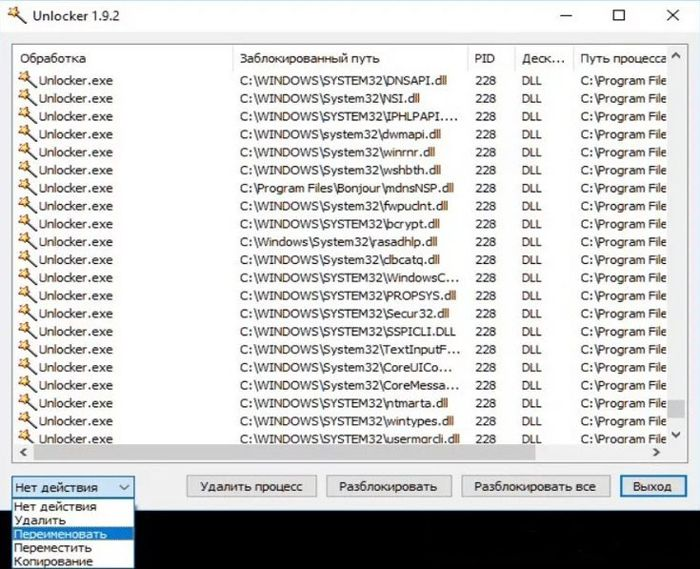 Unlocker 1.9.2
Обработка Заблокированный путь PID Деск... Путь процесса
Unlocker.exe C:\WINDOWS\SYSTEM32\DNSAPI.dll 228 DLL C:\Program File
Unlocker.exe C:\WINDOWS\System32\NSI.dll 228 DLL C:\Program File
Unlocker.exe C:\WINDOWS\SYSTEM32\IPHLPAPI.... 228 DLL C:\Program File
Unlocker.exe C:\WINDOWS\system32\dwmapi.dll 228 DLL C:\Program File
Unlocker.exe C:\WINDOWS\System32\winrnr.dll 228 DLL C:\Program File
Unlocker.exe C:\WINDOWS\system32\wshbth.dll 228 DLL C:\Program File
Unlocker.exe C:\Program Files\Bonjour\mdnsNSP.dll 228 DLL C:\Program File
Unlocker.exe C:\WINDOWS\System32\fwpuclnt.dll 228 DLL C:\Program File
Unlocker.exe C:\WINDOWS\System32\bcrypt.dll 228 DLL C:\Program File
Unlocker.exe C:\Windows\System32\rasadhlp.dll 228 DLL C:\Program File
Unlocker.exe C:\WINDOWS\System32\clbcatq.dll 228 DLL C:\Program File
Unlocker.exe C:\WINDOWS\SYSTEM32\WindowsC... 228 DLL C:\Program File
Unlocker.exe C:\WINDOWS\SYSTEM32\PROPSYS.dll 228 DLL C:\Program File
Unlocker.exe C:\WINDOWS\System32\Secur32.dll 228 DLL C:\Program File
Unlocker.exe C:\WINDOWS\SYSTEM32\SSPICLI.DLL 228 DLL C:\Program File
Unlocker.exe C:\WINDOWS\System32\TextInputF... 228 DLL C:\Program File
Unlocker.exe C:\WINDOWS\System32\CoreUICo... 228 DLL C:\Program File
Unlocker.exe C:\WINDOWS\System32\CoreMessa... 228 DLL C:\Program File
Unlocker.exe C:\WINDOWS\SYSTEM32\ntmarta.dll 228 DLL C:\Program File
Unlocker.exe C:\WINDOWS\SYSTEM32\wintypes.dll 228 DLL C:\Program File
Unlocker.exe C:\WINDOWS\SYSTEM32\usermgrcli.dll 228 DLL C:\Program File
Нет действия Удалить процесс Разблокировать Разблокировать все Выход
Нет действия
Удалить
Переименовать
Переместить
Копирование